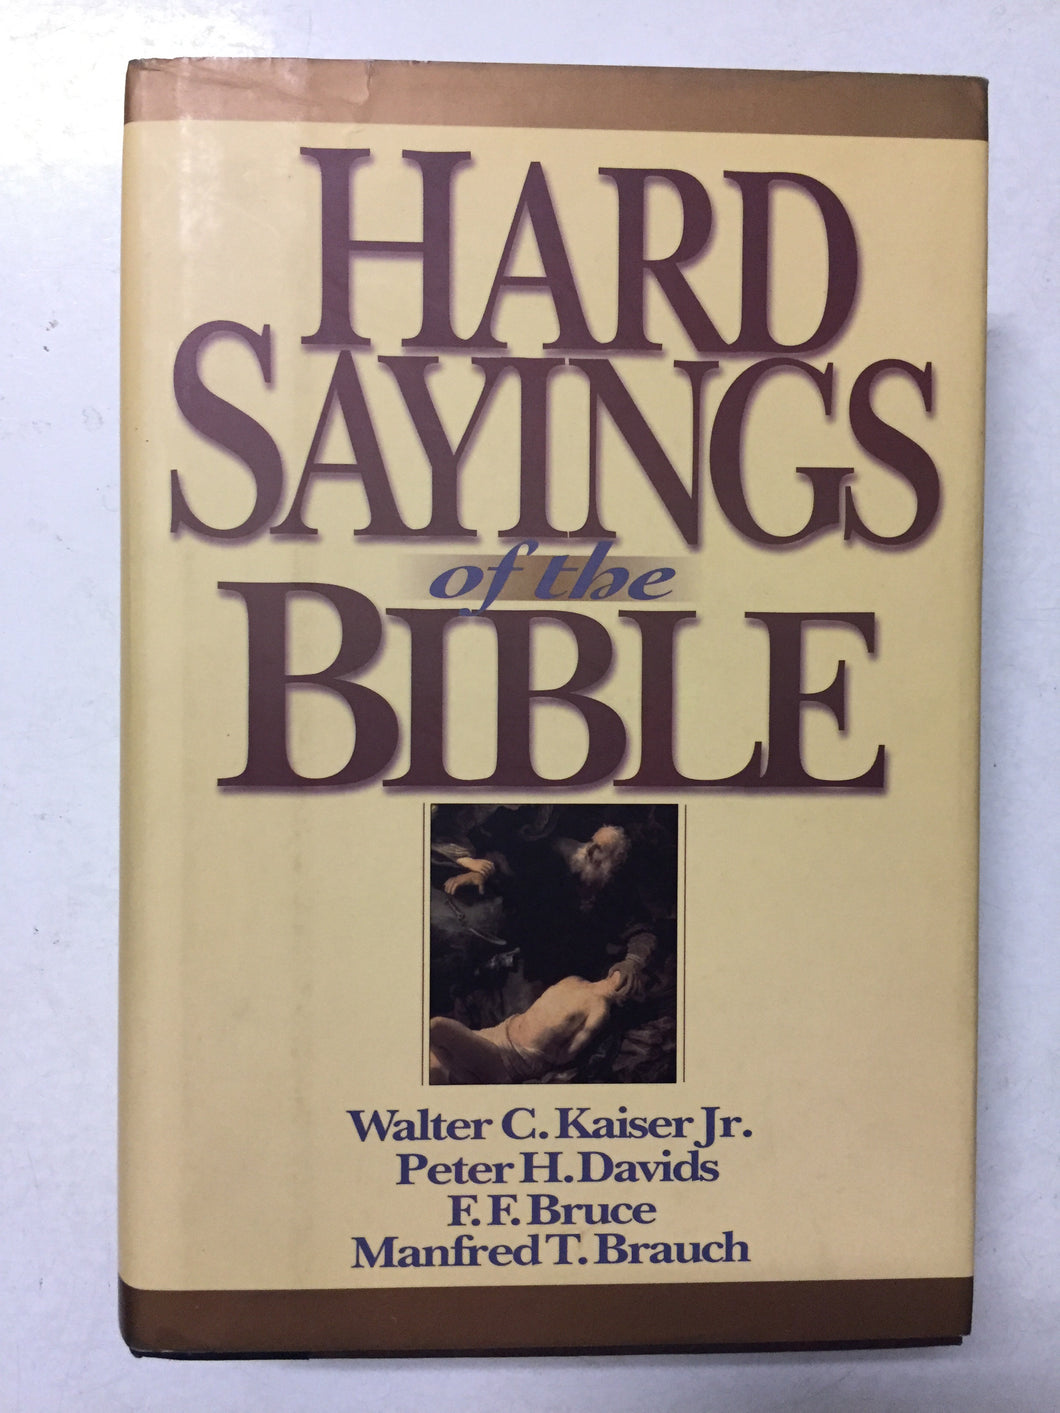 HARD
SAYINGS
of the
BIBLE
Walter C. Kaiser Jr.
Peter H. Davids
F. F. Bruce
Manfred T. Brauch